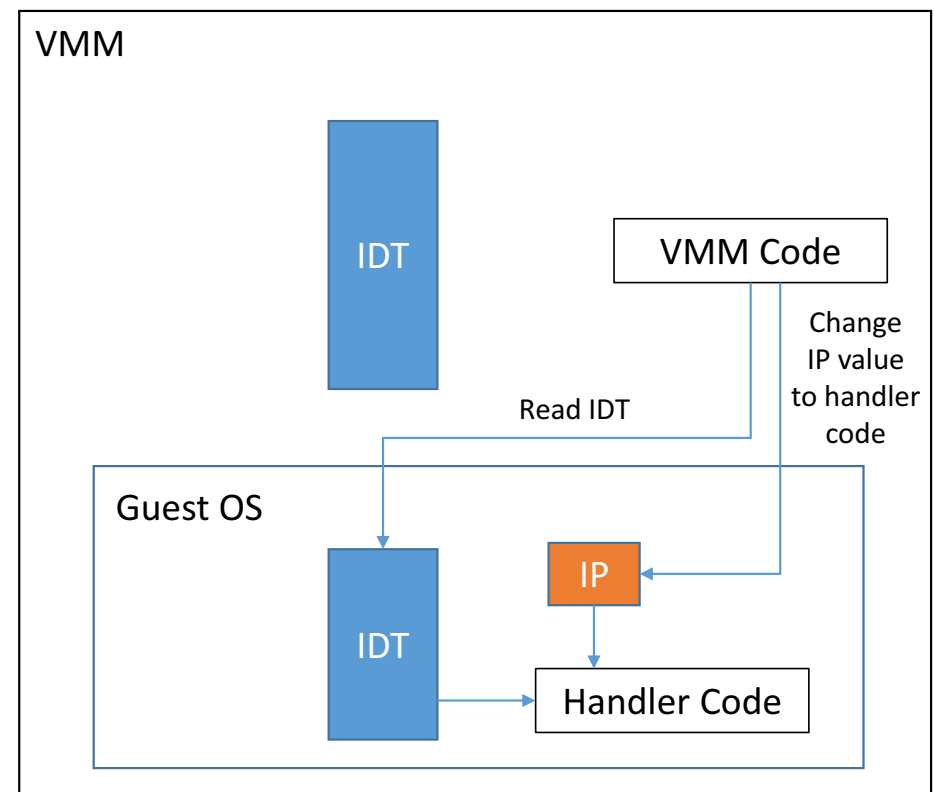 VMM
IDT
VMM Code
Change
IP value
to handler
code
Read IDT
Guest OS
IP
IDT
Handler Code